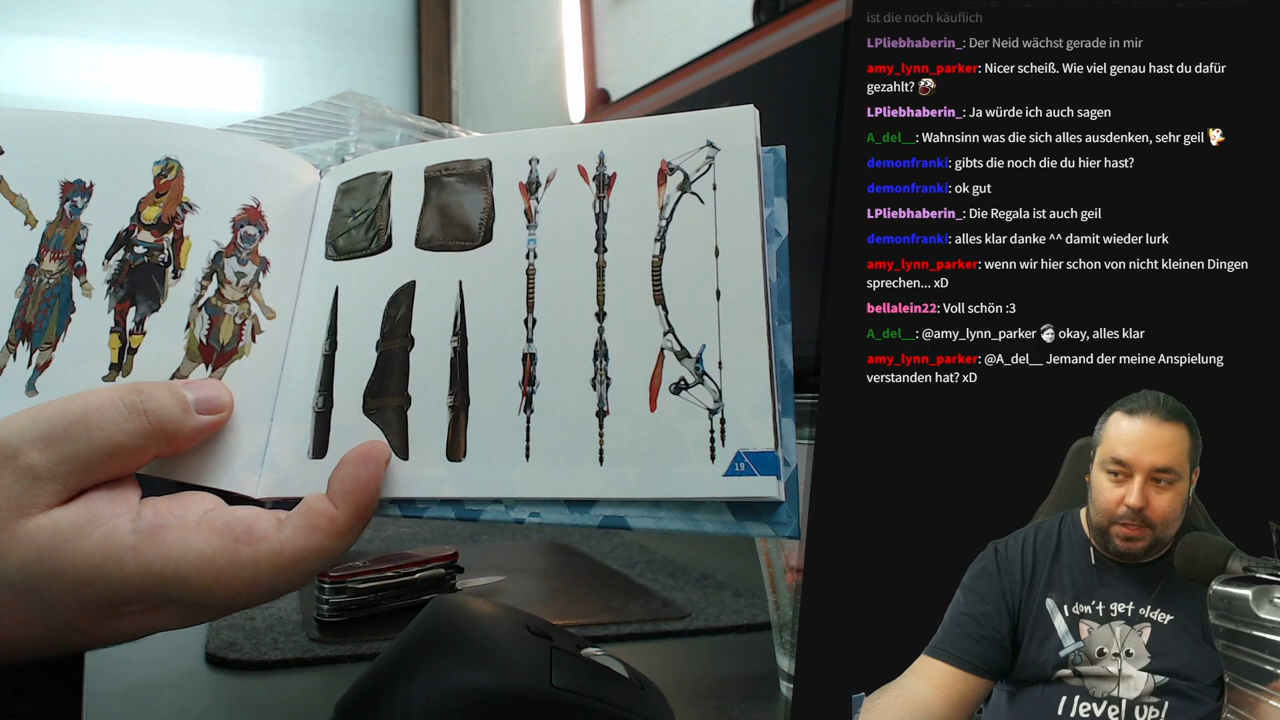 ist die noch käuflich
LPliebhaberin_: Der Neid wächst gerade in mir
amy_lynn_parker: Nicer scheiß. Wie viel genau hast du dafür
gezahlt?
LPliebhaberin_: Ja würde ich auch sagen
A_del__: Wahnsinn was die sich alles ausdenken, sehr geil
demonfranki: gibts die noch die du hier hast?
demonfranki: ok gut
LPliebhaberin_: Die Regala ist auch geil
demonfranki: alles klar danke ^^ damit wieder lurk
amy_lynn_parker: wenn wir hier schon von nicht kleinen Dingen
sprechen... xD
bellalein22: Voll schön :3
A_del__: @amy_lynn_parker okay, alles klar
amy_lynn_parker: @A_del__ Jemand der meine Anspielung
verstanden hat? xD
19
I don't get older
I level up!